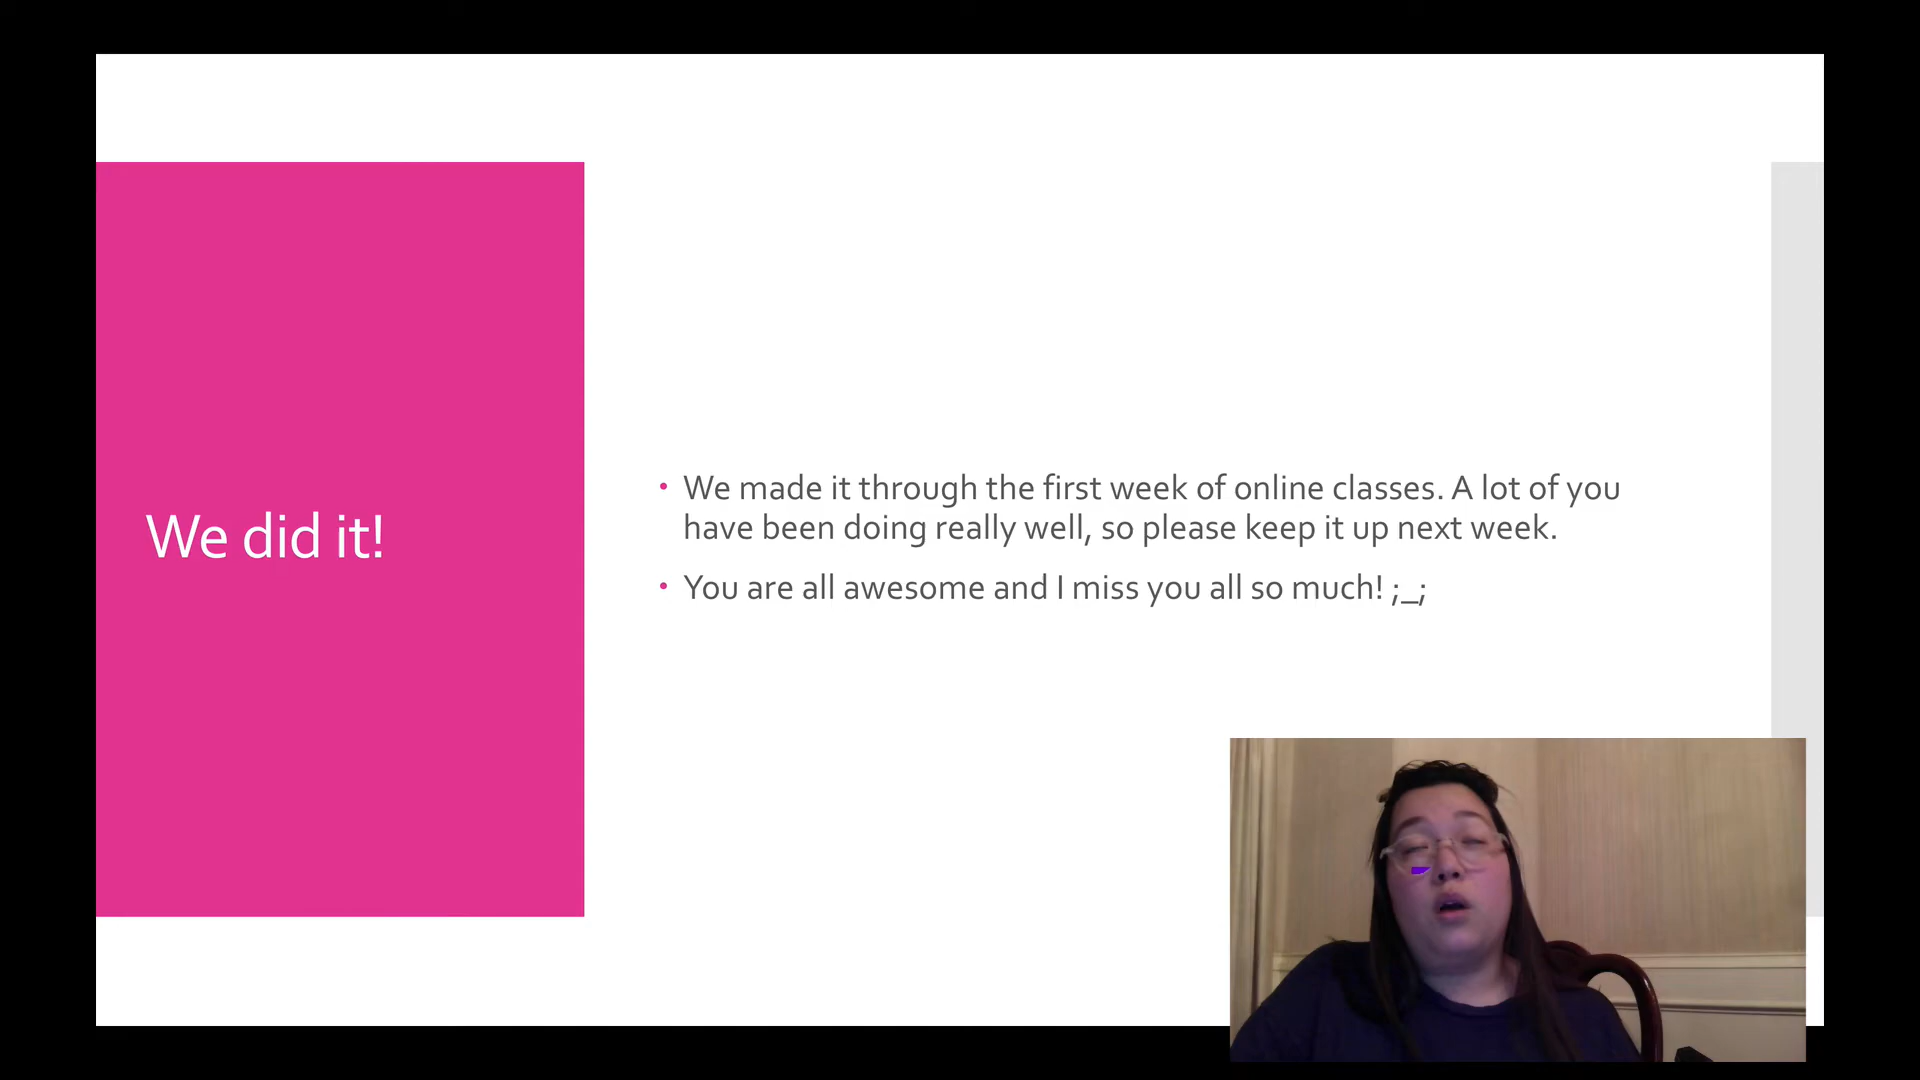 We did it!
• We made it through the first week of online classes. A lot of you
have been doing really well, so please keep it up next week.
• You are all awesome and I miss you all so much! ;_;